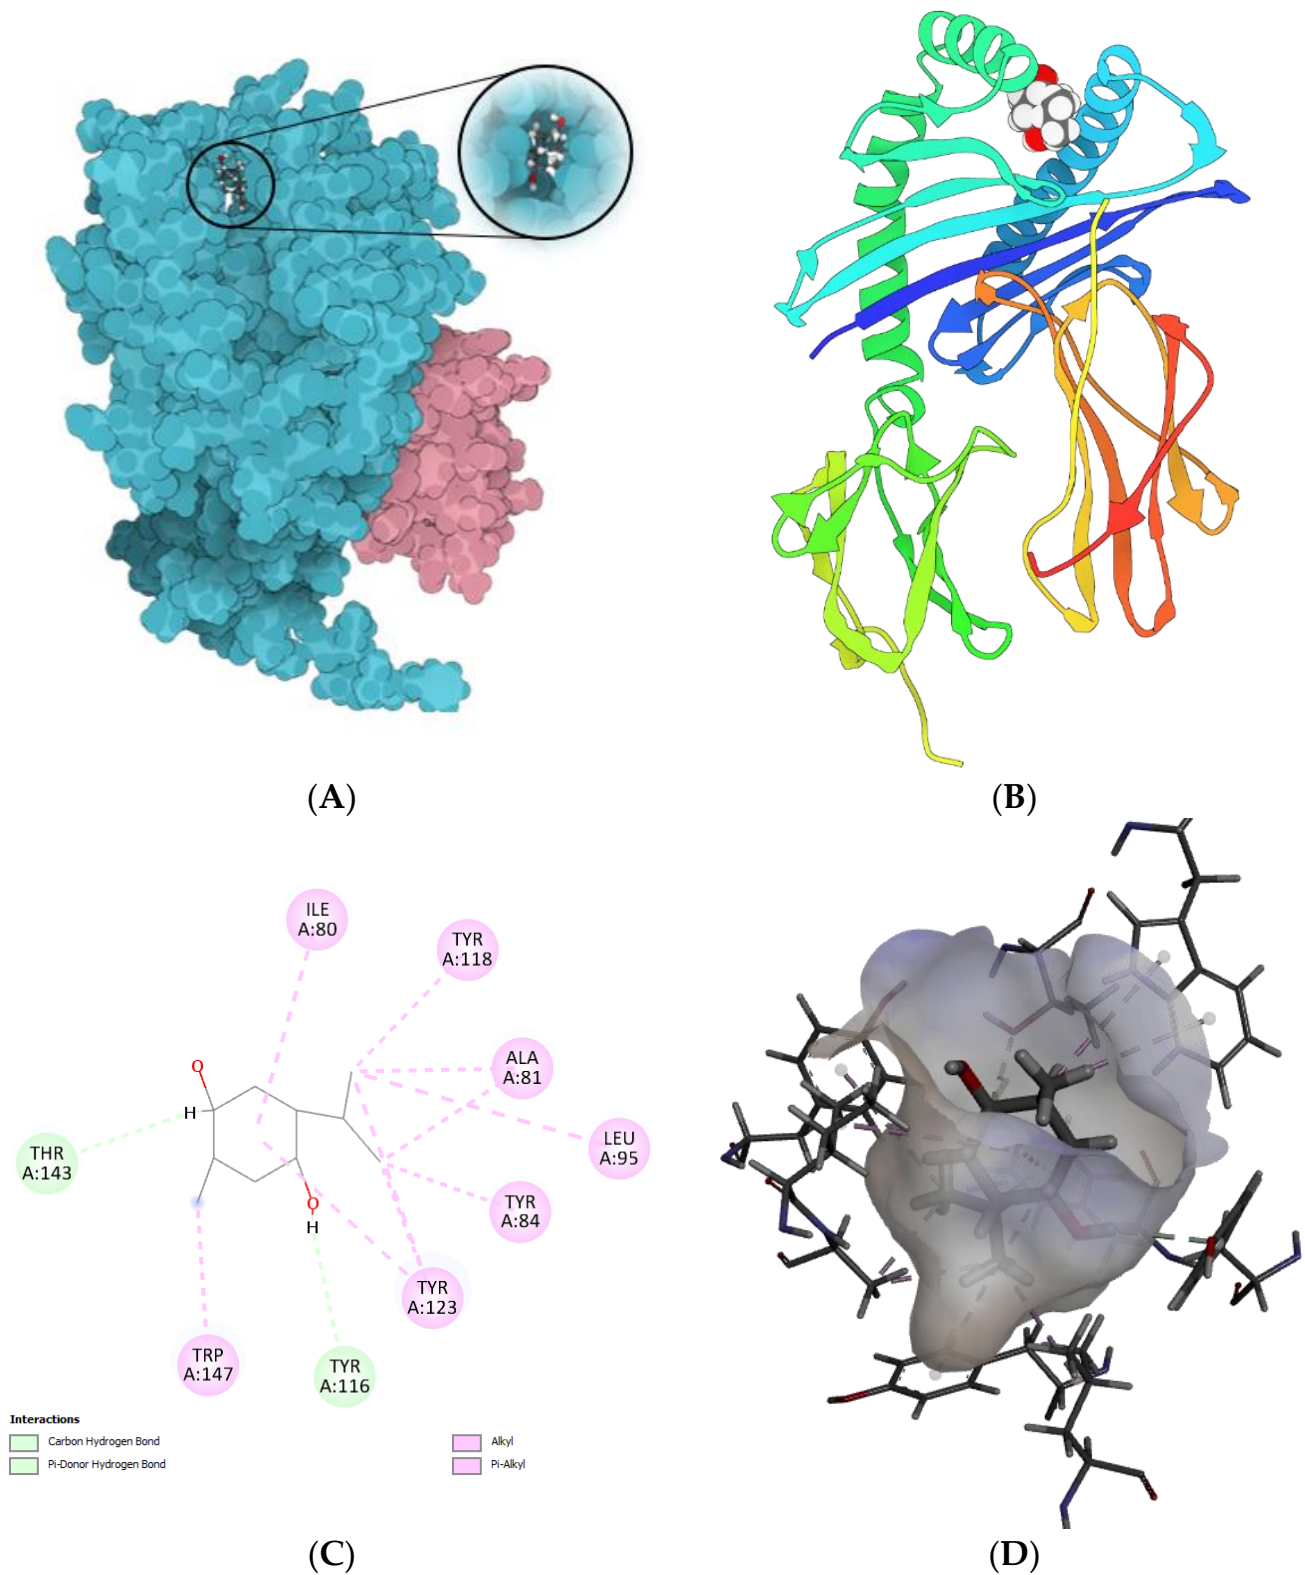 (A)
(B)
ILE
A:80
TYR
A:118
ALA
A:81
O
H
THR
A:143
LEU
A:95
TYR
A:84
O
H
TYR
A:123
TRP
A:147
TYR
A:116
Interactions
Carbon Hydrogen Bond
Pi-Donor Hydrogen Bond
Alkyl
Pi-Alkyl
(C)
(D)